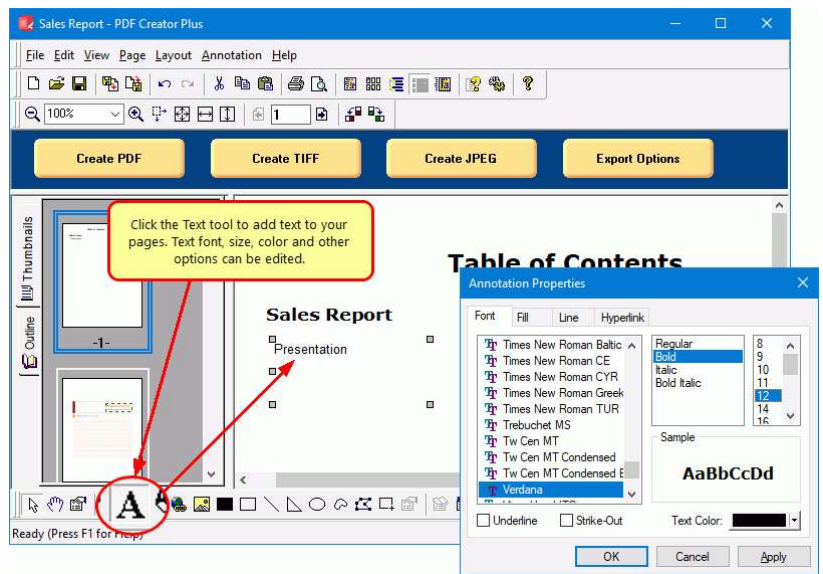 Sales Report - PDF Creator Plus
File Edit View Page Layout Annotation Help
100%
1
Create PDF
Create TIFF
Create JPEG
Export Options
Thumbnails
Outline
Click the Text tool to add text to your
pages. Text font, size, color and other
options can be edited.
-1-
Table of Contents
Sales Report
Presentation
A
Ready (Press F1 for Help)
Annotation Properties
Font Fill Line Hyperlink
Times New Roman Baltic
Times New Roman CE
Times New Roman CYR
Times New Roman Greek
Times New Roman TUR
Trebuchet MS
Tw Cen MT
Tw Cen MT Condensed
Tw Cen MT Condensed E
Verdana
Regular
Bold
Italic
Bold Italic
8
9
10
11
12
14
16
Sample
AaBbCcDd
Underline
Strike-Out
Text Color:
OK
Cancel
Apply